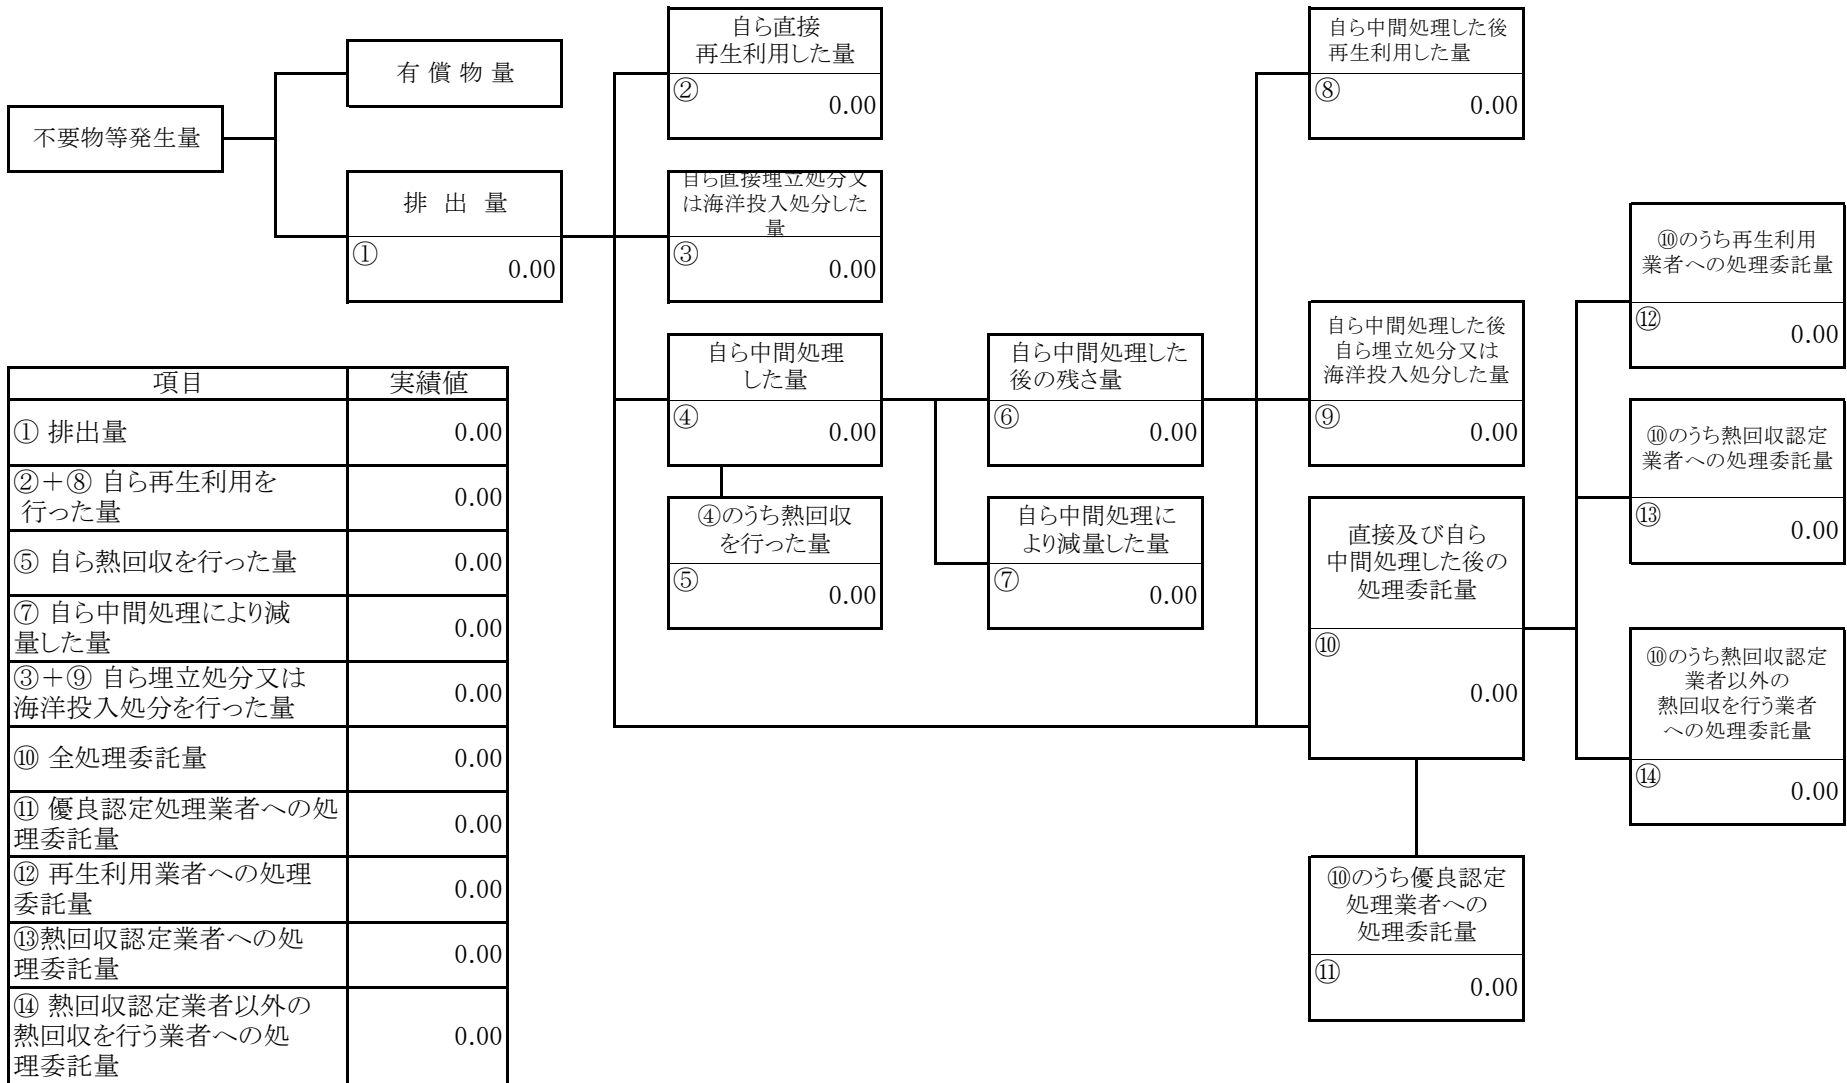 不要物等発生量
有 償 物 量
排 出 量
①
0.00
自ら直接
再生利用した量
②
0.00
自ら直接埋立処分又
は海洋投入処分した
量
③
0.00
自ら中間処理
した量
④
0.00
④のうち熱回収
を行った量
⑤
0.00
自ら中間処理した
後の残さ量
⑥
0.00
自ら中間処理に
より減量した量
⑦
0.00
自ら中間処理した後
再生利用した量
⑧
0.00
自ら中間処理した後
自ら埋立処分又は
海洋投入処分した量
⑨
0.00
直接及び自ら
中間処理した後の
処理委託量
⑩
0.00
⑩のうち優良認定
処理業者への
処理委託量
⑪
0.00
⑩のうち再生利用
業者への処理委託量
⑫
0.00
⑩のうち熱回収認定
業者への処理委託量
⑬
0.00
⑩のうち熱回収認定
業者以外の
熱回収を行う業者
への処理委託量
⑭
0.00
項目 実績値
① 排出量 0.00
②+⑧ 自ら再生利用を
行った量 0.00
⑤ 自ら熱回収を行った量 0.00
⑦ 自ら中間処理により減
量した量 0.00
③+⑨ 自ら埋立処分又は
海洋投入処分を行った量 0.00
⑩ 全処理委託量 0.00
⑪ 優良認定処理業者への処
理委託量 0.00
⑫ 再生利用業者への処理
委託量 0.00
⑬熱回収認定業者への処
理委託量 0.00
⑭ 熱回収認定業者以外の
熱回収を行う業者への処
理委託量 0.00